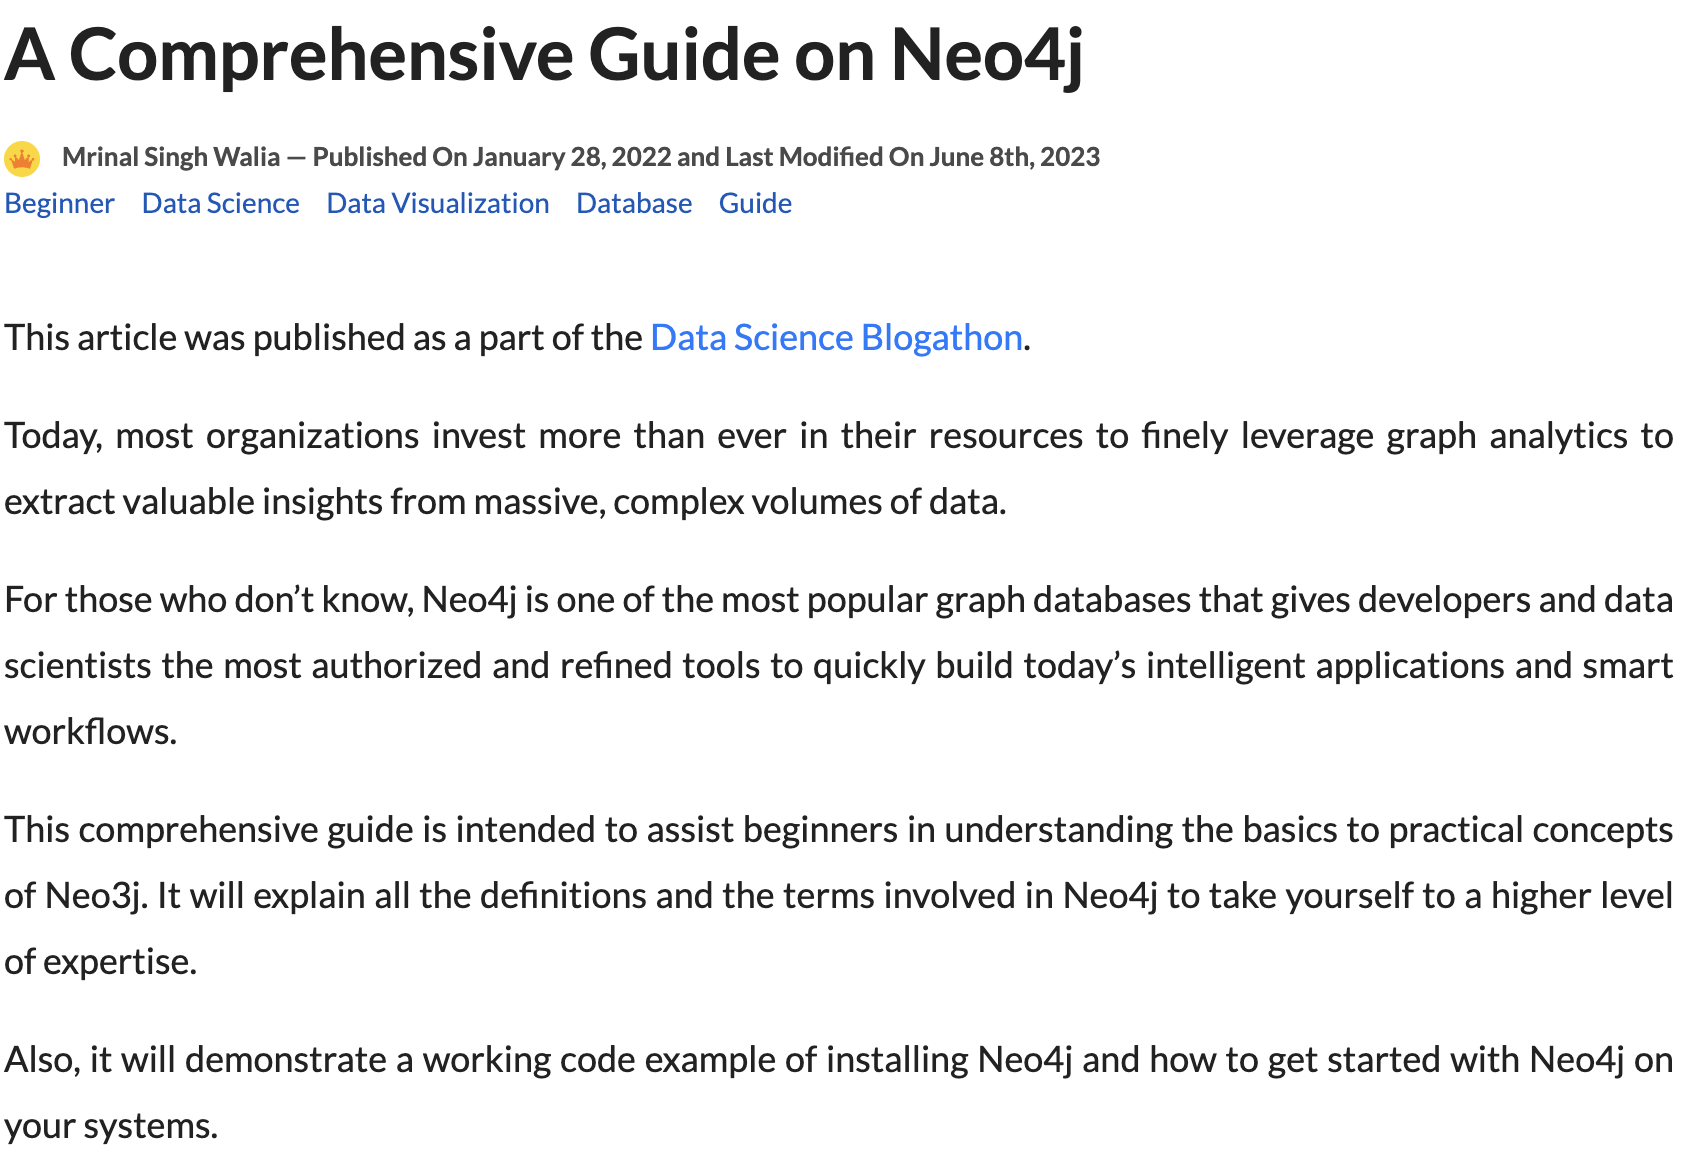 A Comprehensive Guide on Neo4j
Mrinal Singh Walia — Published On January 28, 2022 and Last Modified On June 8th, 2023
Beginner Data Science Data Visualization Database Guide
This article was published as a part of the Data Science Blogathon.
Today, most organizations invest more than ever in their resources to finely leverage graph analytics to
extract valuable insights from massive, complex volumes of data.
For those who don’t know, Neo4j is one of the most popular graph databases that gives developers and data
scientists the most authorized and refined tools to quickly build today’s intelligent applications and smart
workflows.
This comprehensive guide is intended to assist beginners in understanding the basics to practical concepts
of Neo3j. It will explain all the definitions and the terms involved in Neo4j to take yourself to a higher level
of expertise.
Also, it will demonstrate a working code example of installing Neo4j and how to get started with Neo4j on
your systems.